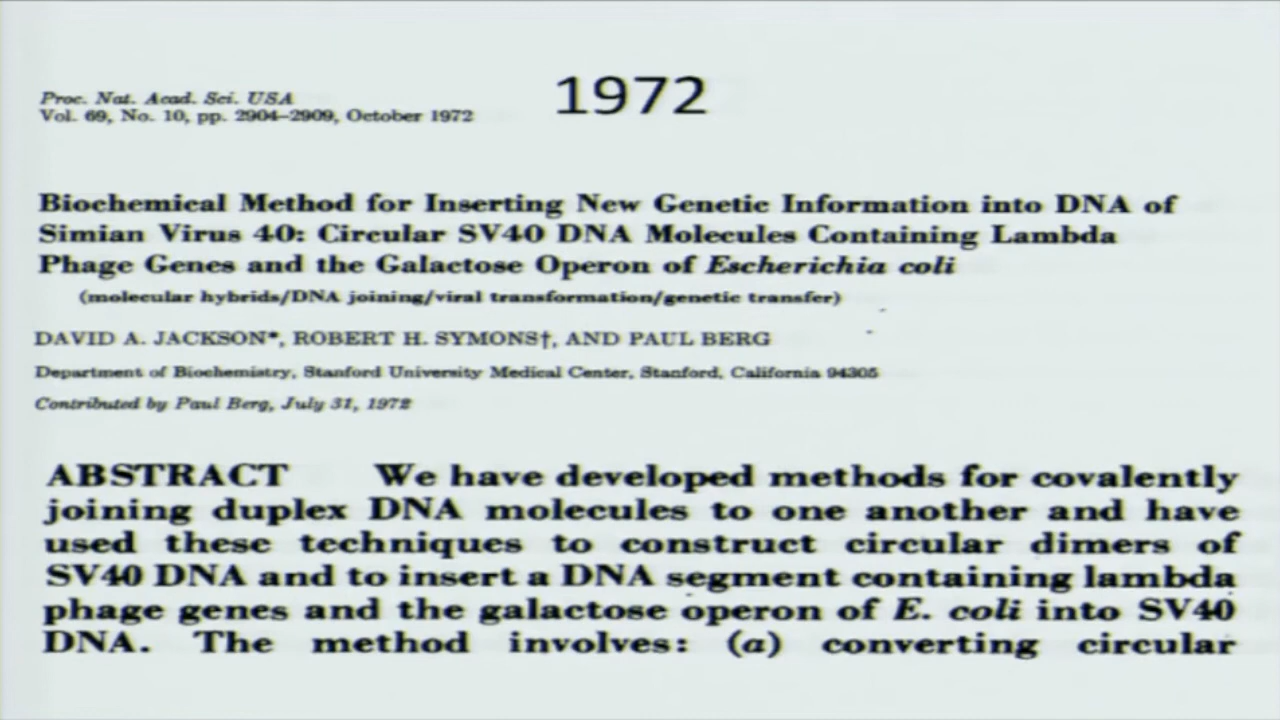 1972
Proc. Nat. Acad. Sci. USA
Vol. 69, No. 10, pp. 2904–2909, October 1972
Biochemical Method for Inserting New Genetic Information into DNA of
Simian Virus 40: Circular SV40 DNA Molecules Containing Lambda
Phage Genes and the Galactose Operon of Escherichia coli
(molecular hybrids/DNA joining/viral transformation/genetic transfer)
DAVID A. JACKSON*, ROBERT H. SYMONS†, AND PAUL BERG
Department of Biochemistry, Stanford University Medical Center, Stanford, California 94305
Contributed by Paul Berg, July 31, 1972
ABSTRACT We have developed methods for covalently
joining duplex DNA molecules to one another and have
used these techniques to construct circular dimers of
SV40 DNA and to insert a DNA segment containing lambda
phage genes and the galactose operon of E. coli into SV40
DNA. The method involves: (a) converting circular